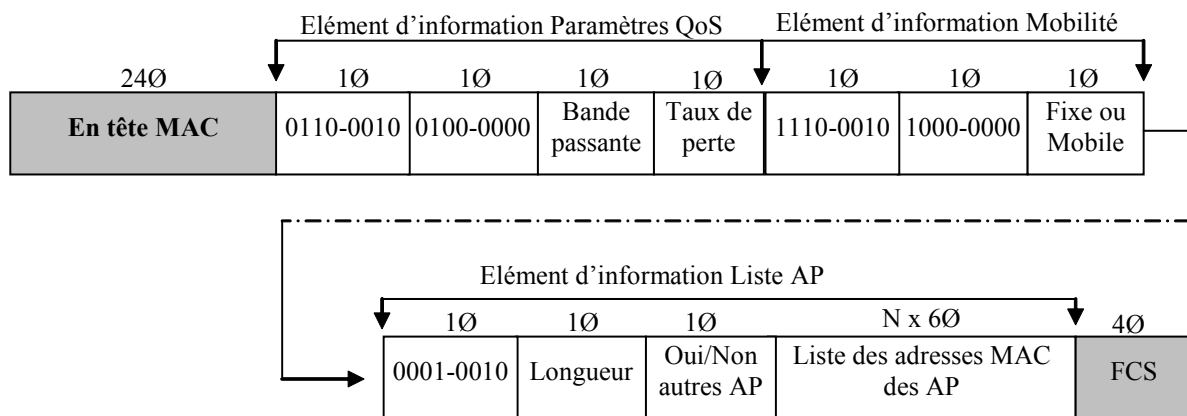 Elément d'information Paramètres QoS Elément d'information Mobilité
24Ø 1Ø 1Ø 1Ø 1Ø 1Ø 1Ø 1Ø
En tête MAC 0110-0010 0100-0000 Bande passante Taux de perte 1110-0010 1000-0000 Fixe ou Mobile
Elément d'information Liste AP
1Ø 1Ø 1Ø N x 6Ø 4Ø
0001-0010 Longueur Oui/Non autres AP Liste des adresses MAC des AP FCS